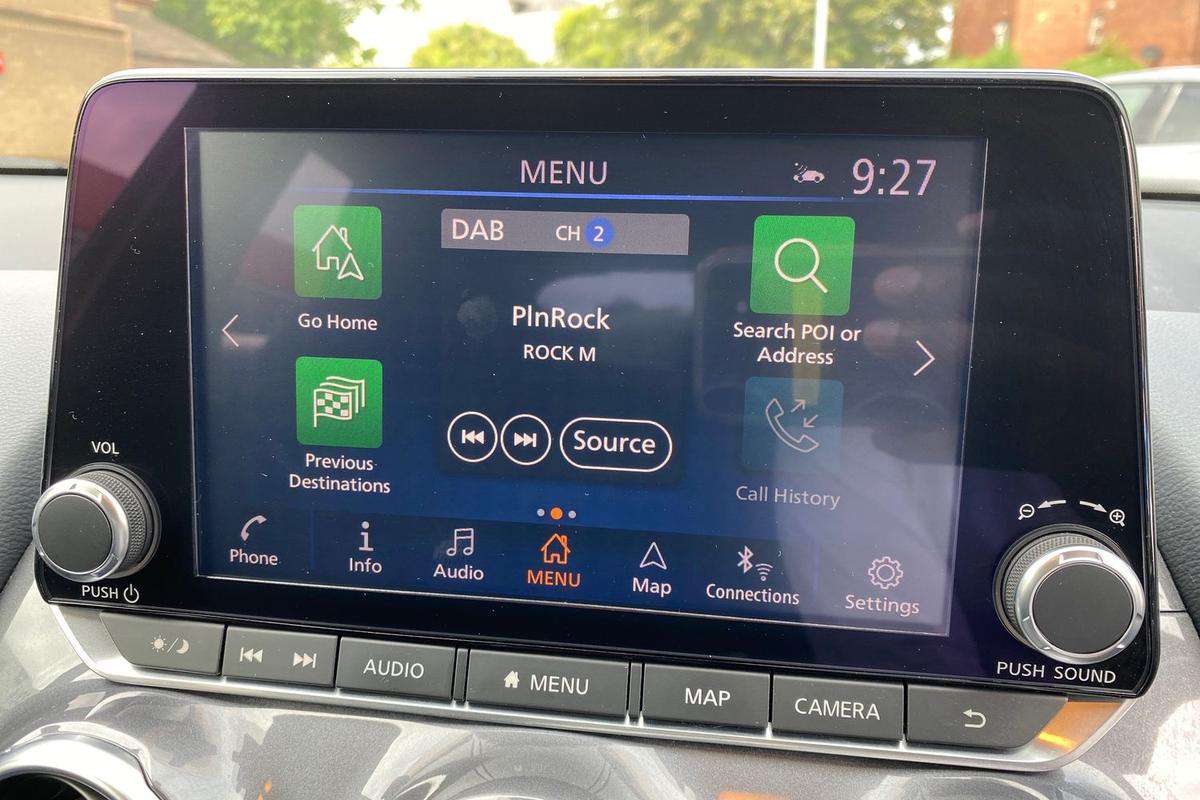 MENU
9:27
DAB CH 2
Go Home
PlnRock
ROCK M
Search POI or
Address
Previous
Destinations
Source
Call History
VOL
PUSH
Phone
Info
Audio
MENU
Map
Connections
Settings
PUSH SOUND
AUDIO
MENU
MAP
CAMERA